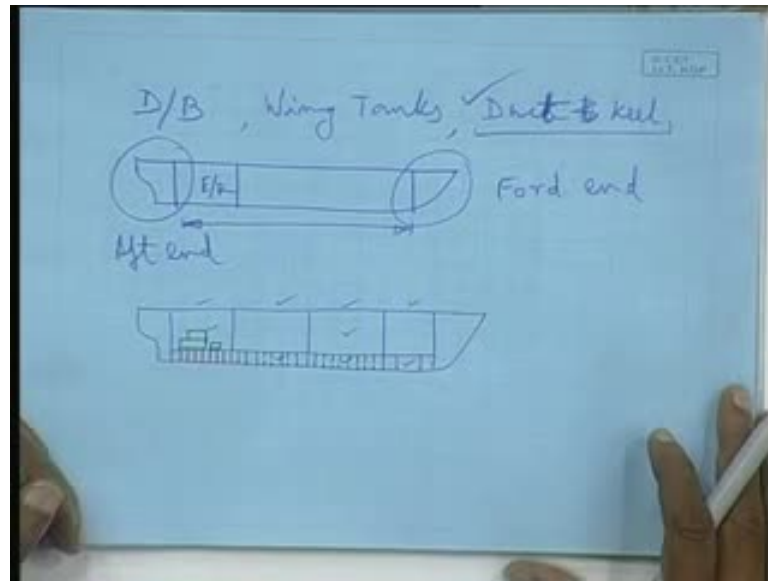 D/B, Wing Tanks, Duct Keel,
E/R
Ford end
Aft end